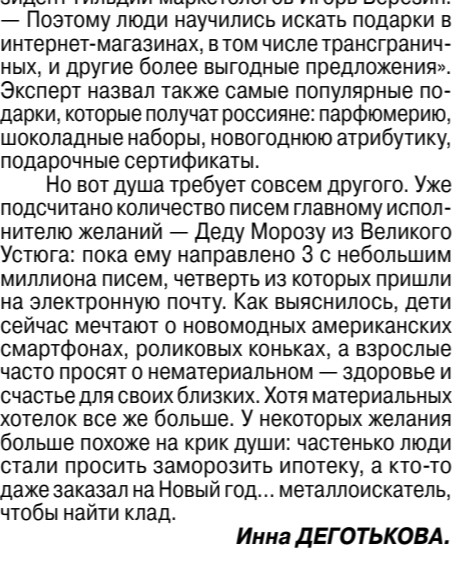 зидент Гильдии маркетологов Игорь Березин.
— Поэтому люди научились искать подарки в
интернет-магазинах, в том числе трансгранич-
ных, и другие более выгодные предложения».
Эксперт назвал также самые популярные по-
дарки, которые получат россияне: парфюмерию,
шоколадные наборы, новогоднюю атрибутику,
подарочные сертификаты.
Но вот душа требует совсем другого. Уже
подсчитано количество писем главному испол-
нителю желаний — Деду Морозу из Великого
Устюга: пока ему направлено 3 с небольшим
миллиона писем, четверть из которых пришли
на электронную почту. Как выяснилось, дети
сейчас мечтают о новомодных американских
смартфонах, роликовых коньках, а взрослые
часто просят о нематериальном — здоровье и
счастье для своих близких. Хотя материальных
хотелок все же больше. У некоторых желания
больше похоже на крик души: частенько люди
стали просить заморозить ипотеку, а кто-то
даже заказал на Новый год... металлоискатель,
чтобы найти клад.
Инна ДЕГОТЬКОВА.